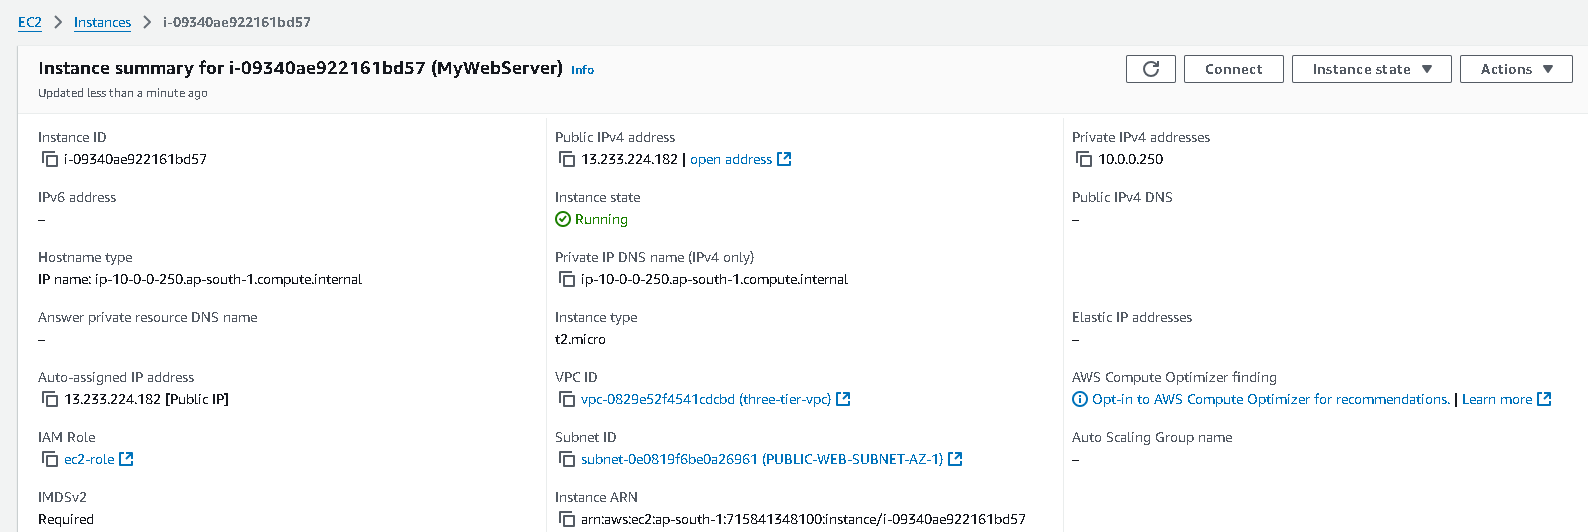 EC2 > Instances > i-09340ae922161bd57
Instance summary for i-09340ae922161bd57 (MyWebServer) Info
Updated less than a minute ago
Connect
Instance state
Actions
Instance ID
i-09340ae922161bd57
Public IPv4 address
13.233.224.182 | open address
Private IPv4 addresses
10.0.0.250
IPv6 address
–
Instance state
Running
Public IPv4 DNS
–
Hostname type
IP name: ip-10-0-0-250.ap-south-1.compute.internal
Private IP DNS name (IPv4 only)
ip-10-0-0-250.ap-south-1.compute.internal
Answer private resource DNS name
–
Instance type
t2.micro
Elastic IP addresses
–
Auto-assigned IP address
13.233.224.182 [Public IP]
VPC ID
vpc-0829e52f4541cdcbd (three-tier-vpc)
AWS Compute Optimizer finding
Opt-in to AWS Compute Optimizer for recommendations. | Learn more
IAM Role
ec2-role
Subnet ID
subnet-0e0819f6be0a26961 (PUBLIC-WEB-SUBNET-AZ-1)
Auto Scaling Group name
–
IMDSv2
Required
Instance ARN
arn:aws:ec2:ap-south-1:715841348100:instance/i-09340ae922161bd57